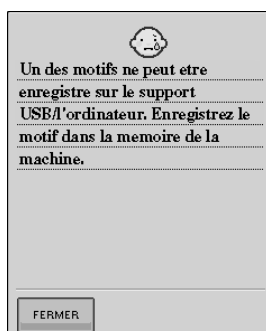 Un des motifs ne peut etre
enregistre sur le support
USB/l'ordinateur. Enregistrez le
motif dans la memoire de la
machine.
FERMER